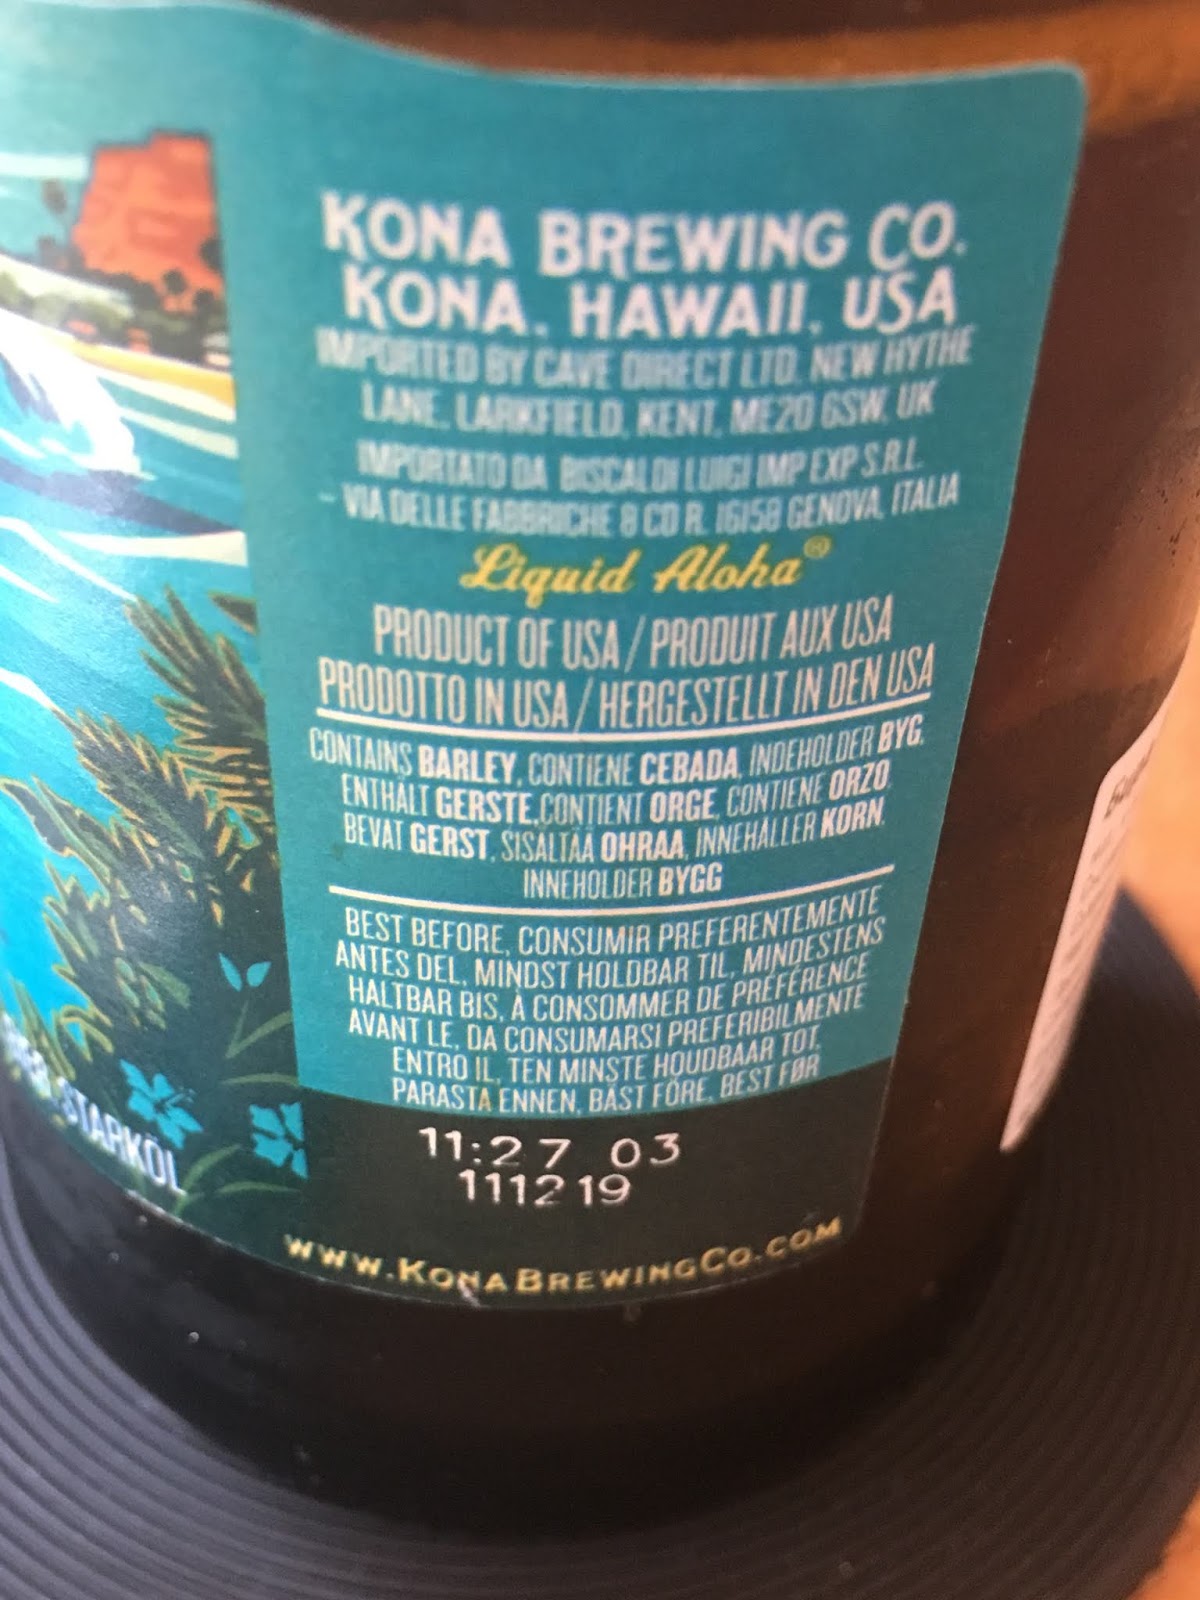 KONA BREWING CO.
KONA, HAWAII, USA
IMPORTED BY CAVE DIRECT LTD, NEW HYTHE
LANE, LARKFIELD, KENT, ME20 6SW, UK
IMPORTATO DA BISCALDI LUIGI IMP EXP S.R.L.
– VIA DELLE FABBRICHE 8 CD R, 16158 GENOVA, ITALIA
Liquid Aloha®
PRODUCT OF USA / PRODUIT AUX USA
PRODOTTO IN USA / HERGESTELLT IN DEN USA
CONTAINS BARLEY, CONTIENE CEBADA, INDEHOLDER BYG,
ENTHÄLT GERSTE, CONTIENT ORGE, CONTIENE ORZO,
BEVAT GERST, SISÄLTÄÄ OHRAA, INNEHÅLLER KORN,
INNEHOLDER BYGG
BEST BEFORE, CONSUMIR PREFERENTEMENTE
ANTES DEL, MINDST HOLDBAR TIL, MINDESTENS
HALTBAR BIS, À CONSOMMER DE PRÉFÉRENCE
AVANT LE, DA CONSUMARSI PREFERIBILMENTE
ENTRO IL, TEN MINSTE HOUDBAAR TOT,
PARASTA ENNEN, BÄST FÖRE, BEST FØR
11:27 03
111219
WWW.KONABREWINGCO.COM
STARKÖL